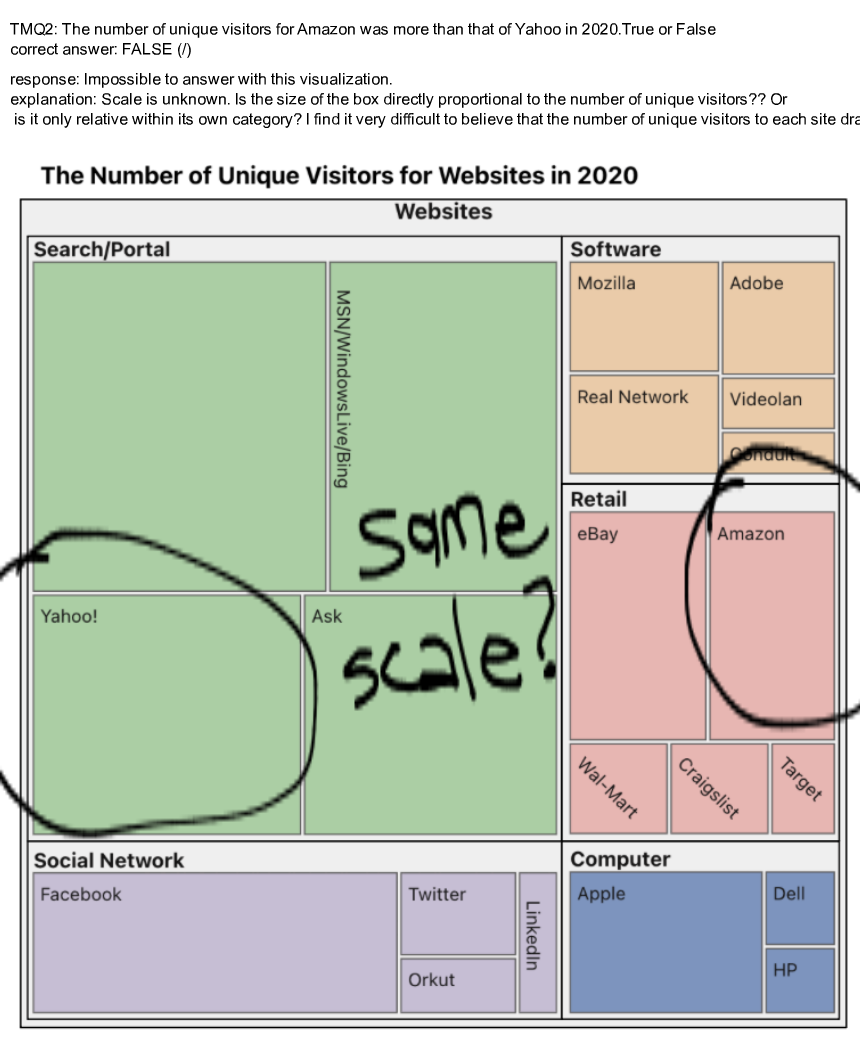 TMQ2: The number of unique visitors for Amazon was more than that of Yahoo in 2020.True or False
correct answer: FALSE (/)
response: Impossible to answer with this visualization.
explanation: Scale is unknown. Is the size of the box directly proportional to the number of unique visitors?? Or
is it only relative within its own category? I find it very difficult to believe that the number of unique visitors to each site
The Number of Unique Visitors for Websites in 2020
Websites
Search/Portal
MSN/WindowsLive/Bing
Yahoo!
Ask
same
scale?
Software
Mozilla
Adobe
Real Network
Videolan
Conduit
Retail
eBay
Amazon
Wal-Mart
Craigslist
Target
Social Network
Facebook
Twitter
Orkut
LinkedIn
Computer
Apple
Dell
HP